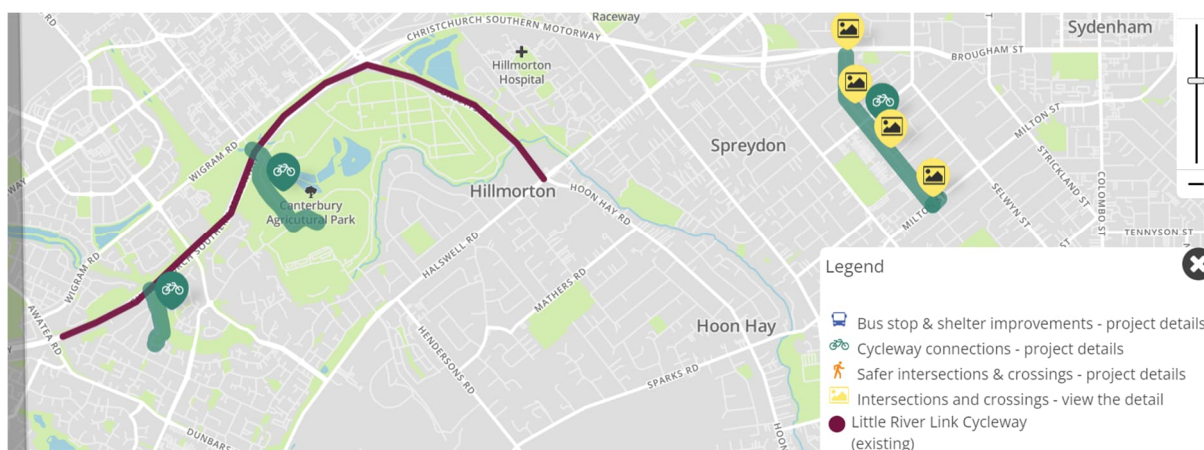 CHRISTCHURCH SOUTHERN MOTORWAY
Raceway
Sydenham
BROUGHAM ST
Hillmorton
Hospital
MILTON ST
Spreydon
STRICKLAND ST
WIGRAM RD
Hillmorton
HOON HAY RD
SELWYN ST
COLOMBO ST
Canterbury
Agricultural Park
TENNYSON ST
HALSWELL RD
WIGRAM RD
MATHERS RD
AWATEA RD
HENDERSONS RD
Hoon Hay
SPARKS RD
DUNBARS
HOON
Legend
Bus stop & shelter improvements - project details
Cycleway connections - project details
Safer intersections & crossings - project details
Intersections and crossings - view the detail
Little River Link Cycleway
(existing)